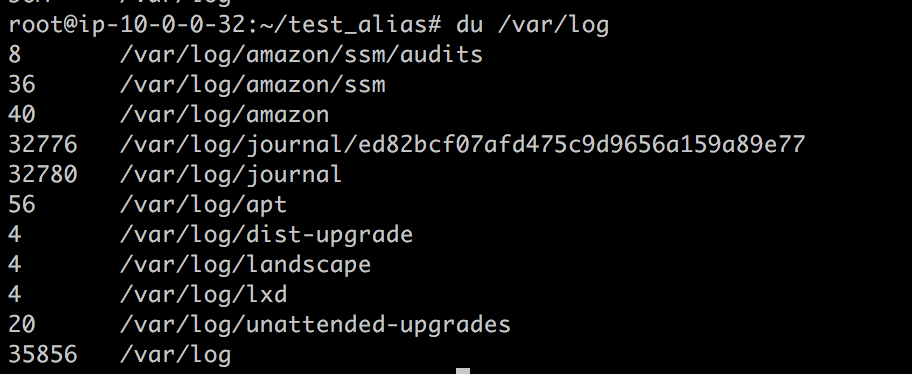 root@ip-10-0-0-32:~/test_alias# du /var/log
8 /var/log/amazon/ssm/audits
36 /var/log/amazon/ssm
40 /var/log/amazon
32776 /var/log/journal/ed82bcf07afd475c9d9656a159a89e77
32780 /var/log/journal
56 /var/log/apt
4 /var/log/dist-upgrade
4 /var/log/landscape
4 /var/log/lxd
20 /var/log/unattended-upgrades
35856 /var/log